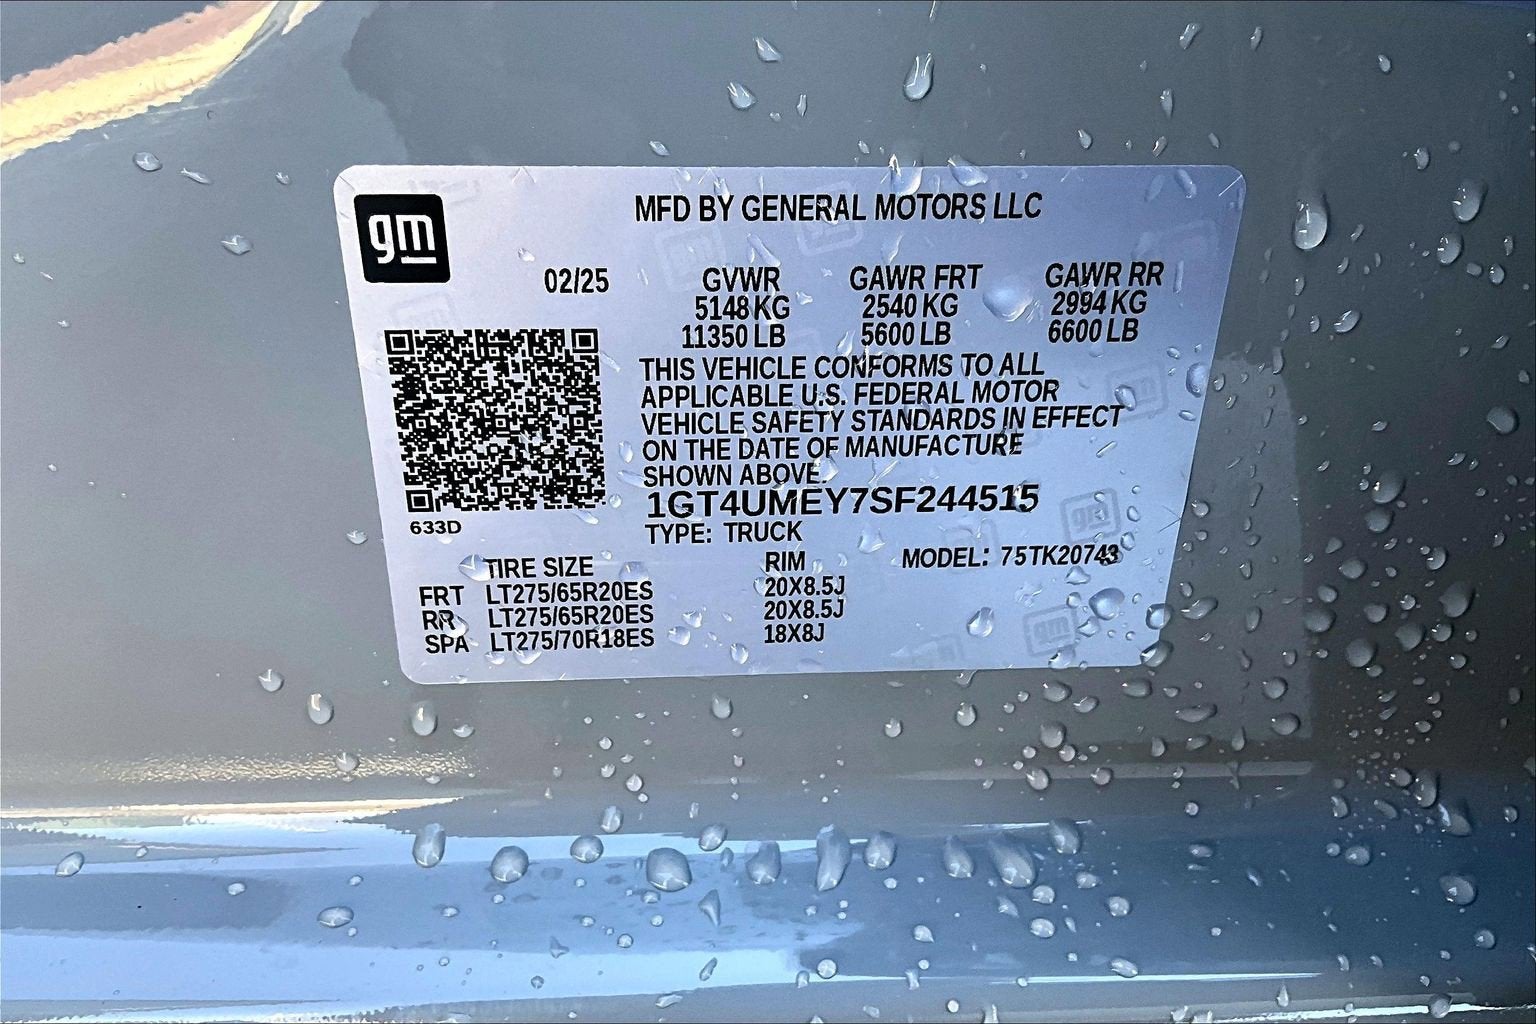 gm
MFD BY GENERAL MOTORS LLC
02/25 GVWR GAWR FRT GAWR RR
5148 KG 2540 KG 2994 KG
11350 LB 5600 LB 6600 LB
THIS VEHICLE CONFORMS TO ALL
APPLICABLE U.S. FEDERAL MOTOR
VEHICLE SAFETY STANDARDS IN EFFECT
ON THE DATE OF MANUFACTURE
SHOWN ABOVE.
1GT4UMEY7SF244515
633D
TYPE: TRUCK
TIRE SIZE RIM MODEL: 75TK20743
FRT LT275/65R20ES 20X8.5J
RR LT275/65R20ES 20X8.5J
SPA LT275/70R18ES 18X8J